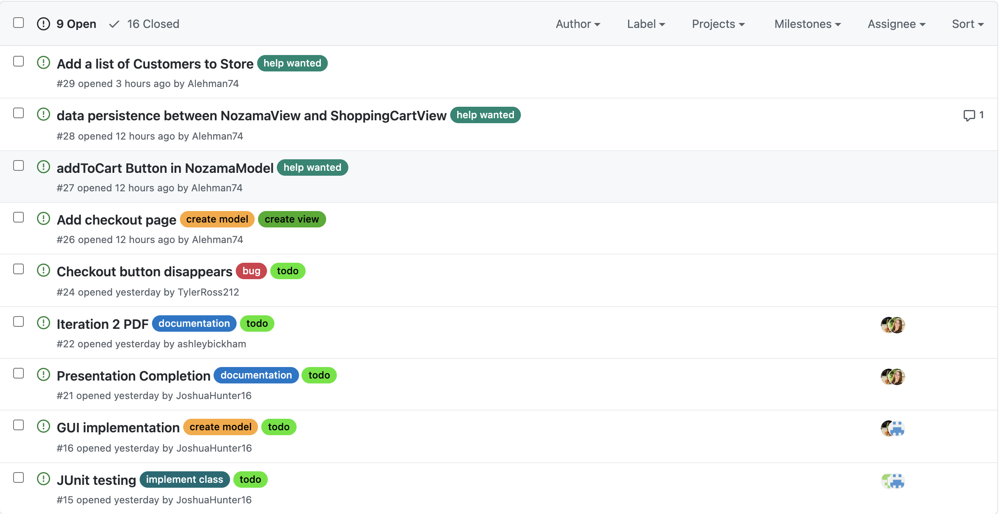 9 Open 16 Closed Author Label Projects Milestones Assignee Sort
Add a list of Customers to Store help wanted
#29 opened 3 hours ago by Alehman74
data persistence between NozamaView and ShoppingCartView help wanted 1
#28 opened 12 hours ago by Alehman74
addToCart Button in NozamaModel help wanted
#27 opened 12 hours ago by Alehman74
Add checkout page create model create view
#26 opened 12 hours ago by Alehman74
Checkout button disappears bug todo
#24 opened yesterday by TylerRoss212
Iteration 2 PDF documentation todo
#22 opened yesterday by ashleybickham
Presentation Completion documentation todo
#21 opened yesterday by JoshuaHunter16
GUI implementation create model todo
#16 opened yesterday by JoshuaHunter16
JUnit testing implement class todo
#15 opened yesterday by JoshuaHunter16